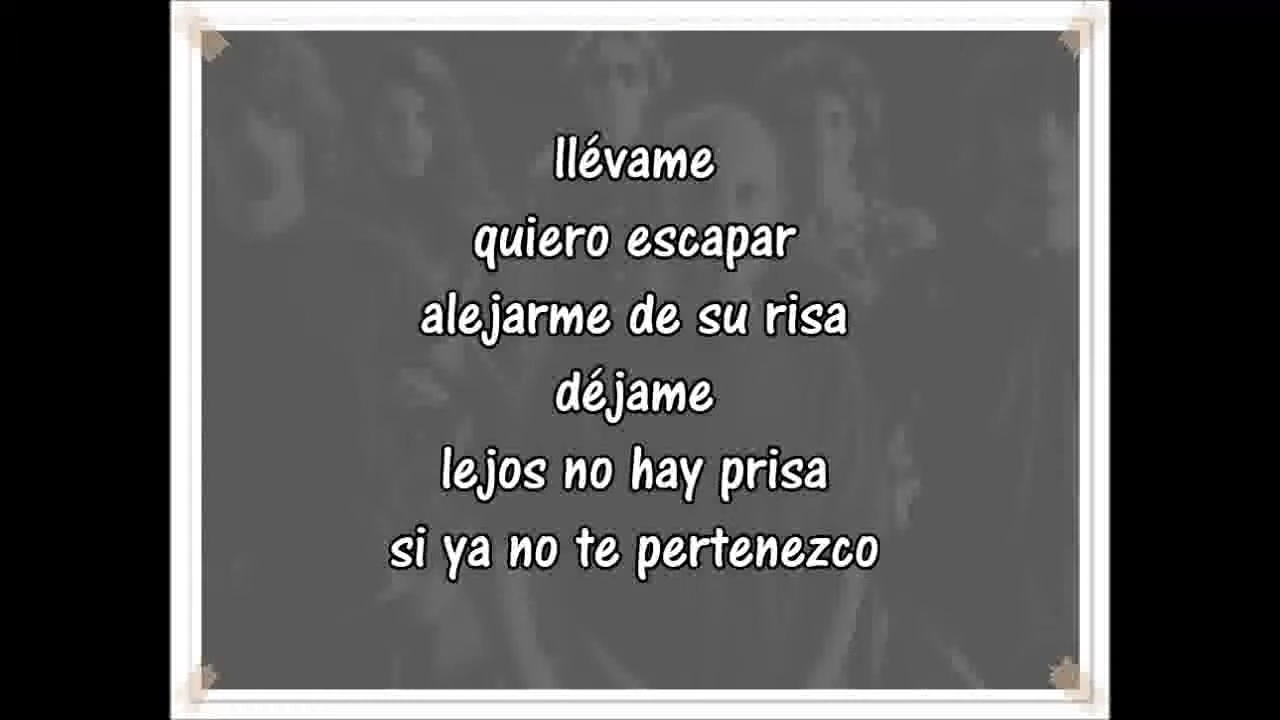 llévame
quiero escapar
alejarme de su risa
déjame
lejos no hay prisa
si ya no te pertenezco